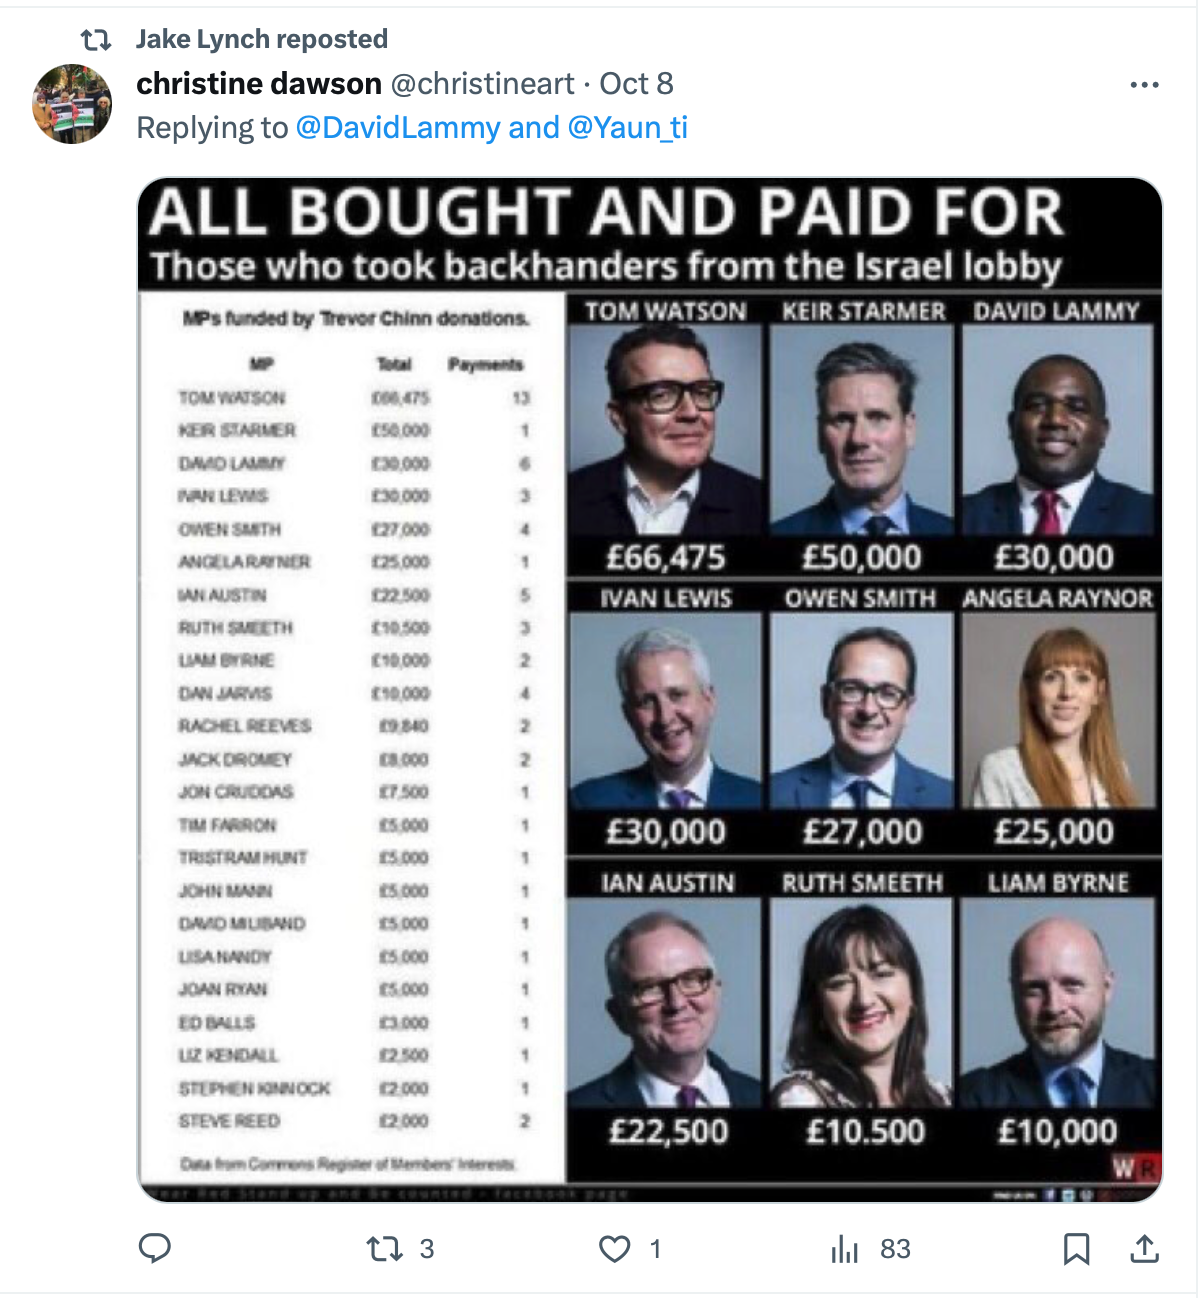 Jake Lynch reposted
christine dawson @christineart · Oct 8
Replying to @DavidLammy and @Yaun_ti
ALL BOUGHT AND PAID FOR
Those who took backhanders from the Israel lobby
MPs funded by Trevor Chinn donations.
MP Total Payments
TOM WATSON £66,475 13
KEIR STARMER £50,000 1
DAVID LAMMY £30,000 6
IVAN LEWIS £30,000 3
OWEN SMITH £27,000 4
ANGELA RAYNER £25,000 1
IAN AUSTIN £22,500 5
RUTH SMEETH £10,500 3
LIAM BYRNE £10,000 2
DAN JARVIS £10,000 4
RACHEL REEVES £9,840 2
JACK DROMEY £8,000 2
JON CRUDDAS £7,500 1
TIM FARRON £5,000 1
TRISTRAM HUNT £5,000 1
JOHN MANN £5,000 1
DAVID MILIBAND £5,000 1
LISA NANDY £5,000 1
JOAN RYAN £5,000 1
ED BALLS £3,000 1
LIZ KENDALL £2,500 1
STEPHEN KINNOCK £2,000 1
STEVE REED £2,000 2
Data from Commons Register of Members' Interests.
TOM WATSON KEIR STARMER DAVID LAMMY
£66,475 £50,000 £30,000
IVAN LEWIS OWEN SMITH ANGELA RAYNOR
£30,000 £27,000 £25,000
IAN AUSTIN RUTH SMEETH LIAM BYRNE
£22,500 £10.500 £10,000
WR
Red Stand up and Be counted - facebook page
3 1 83